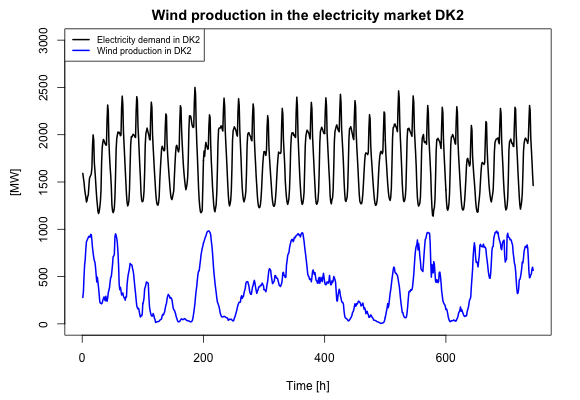 Wind production in the electricity market DK2
Electricity demand in DK2
Wind production in DK2
3000
2500
2000
1500
1000
500
0
[MW]
0 200 400 600
Time [h]